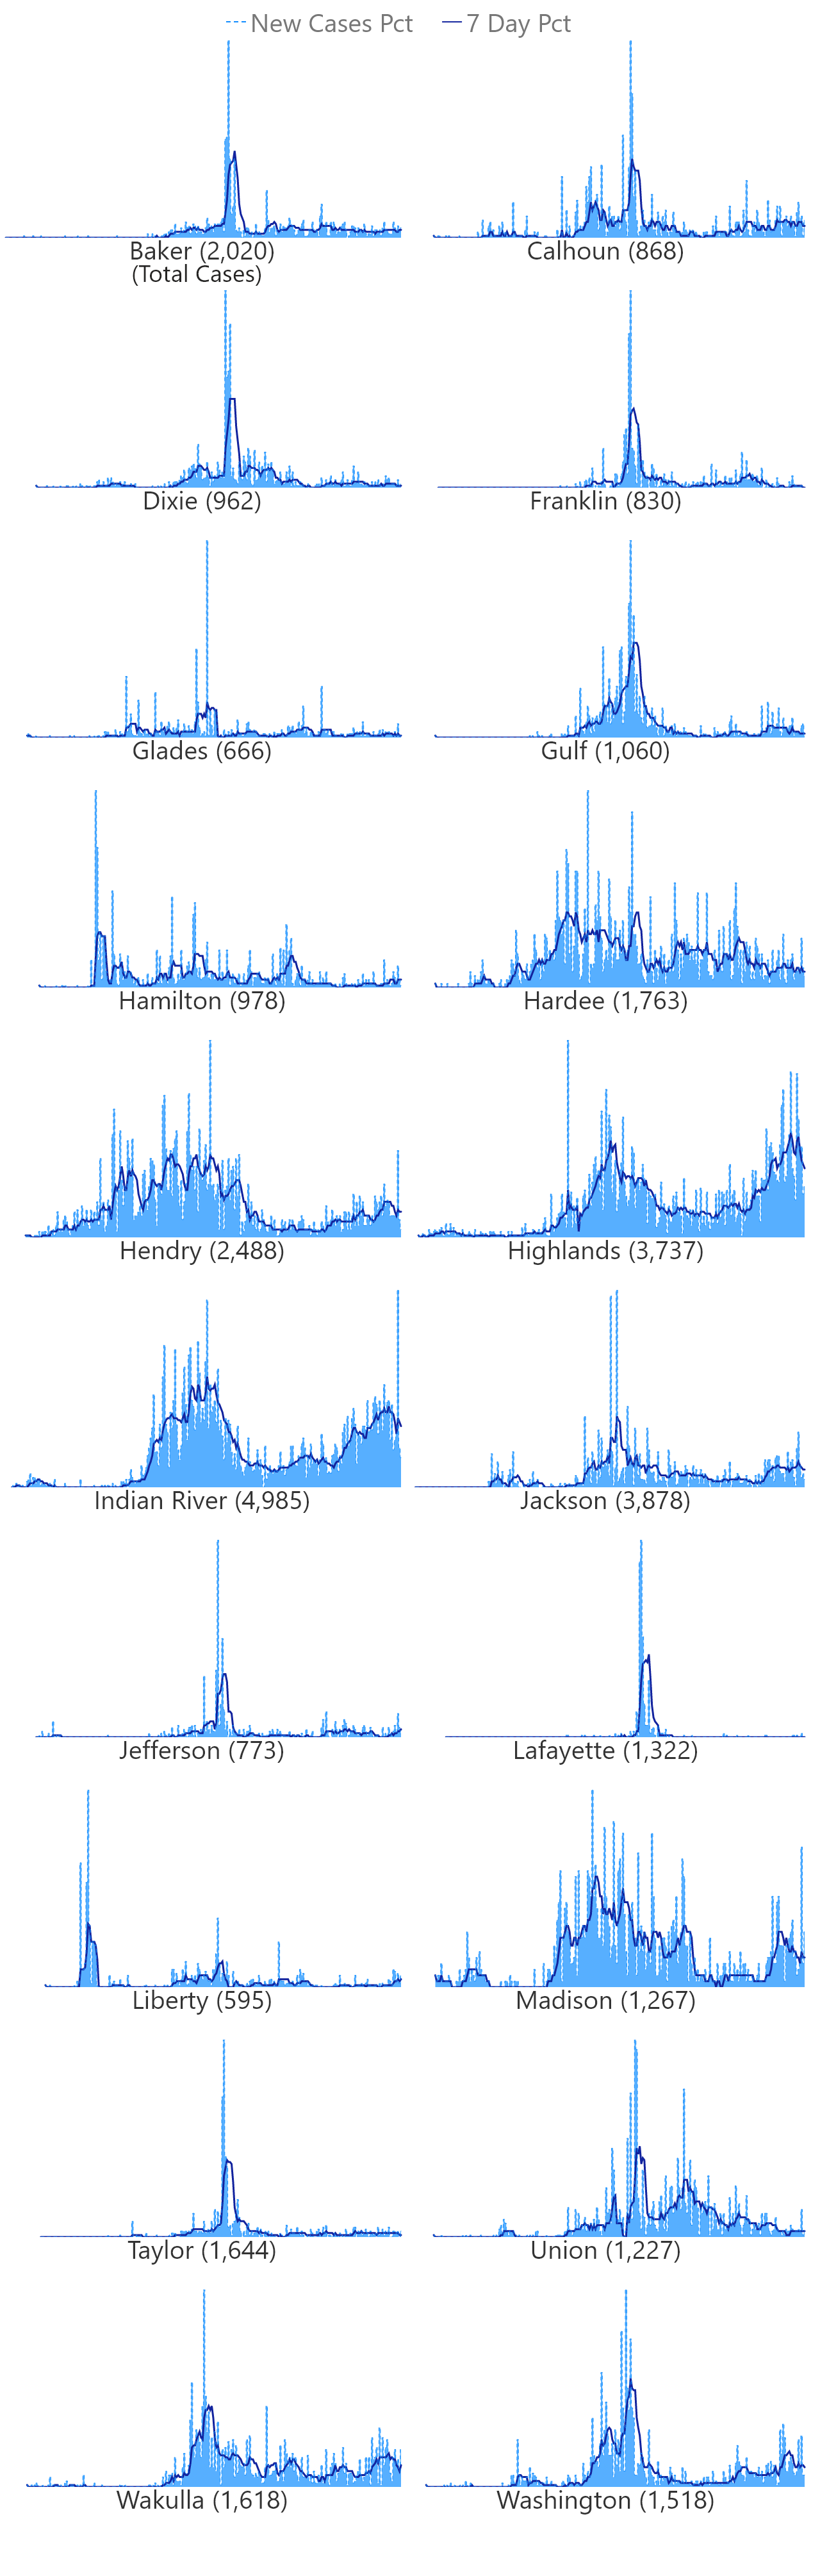 New Cases Pct 7 Day Pct
Baker (2,020) Calhoun (868)
(Total Cases)
Dixie (962) Franklin (830)
Glades (666) Gulf (1,060)
Hamilton (978) Hardee (1,763)
Hendry (2,488) Highlands (3,737)
Indian River (4,985) Jackson (3,878)
Jefferson (773) Lafayette (1,322)
Liberty (595) Madison (1,267)
Taylor (1,644) Union (1,227)
Wakulla (1,618) Washington (1,518)